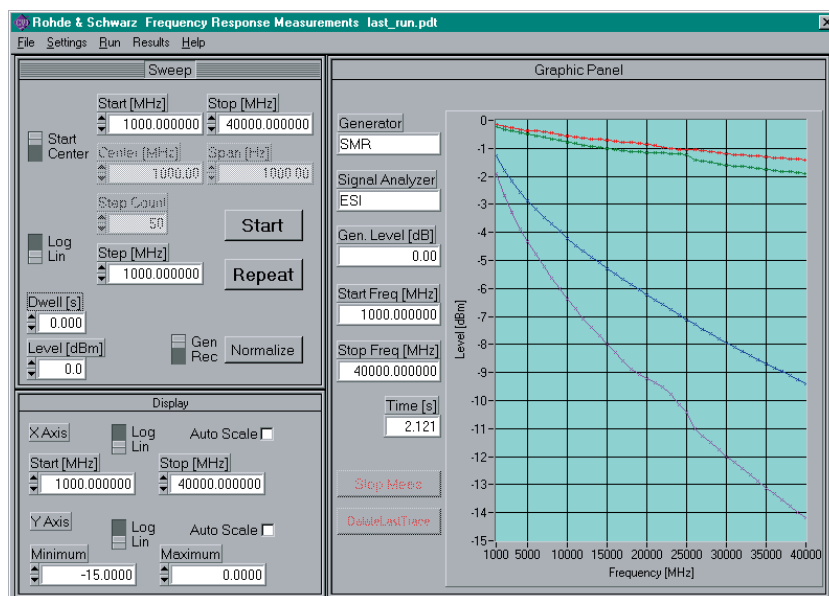 Rohde & Schwarz Frequency Response Measurements last_run.pdt
File Settings Run Results Help
Sweep
Start [MHz] Stop [MHz]
1000.000000 40000.000000
Start
Center
Center [MHz] Span [Hz]
1000.00 1000.00
Step Count
50
Start
Log
Lin
Step [MHz]
1000.000000
Repeat
Dwell [s]
0.000
Level [dBm]
0.0
Gen
Rec
Normalize
Display
X Axis
Log
Lin
Auto Scale
Start [MHz] Stop [MHz]
1000.000000 40000.000000
Y Axis
Log
Lin
Auto Scale
Minimum Maximum
-15.0000 0.0000
Graphic Panel
Generator
SMR
Signal Analyzer
ESI
Gen. Level [dB]
0.00
Start Freq [MHz]
1000.000000
Stop Freq [MHz]
40000.000000
Time [s]
2.121
Stop Meas
DeleteLastTrace
Level [dBm]
0
-1
-2
-3
-4
-5
-6
-7
-8
-9
-10
-11
-12
-13
-14
-15
1000 5000 10000 15000 20000 25000 30000 35000 40000
Frequency [MHz]